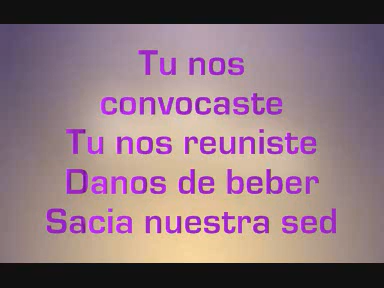 Tu nos
convocaste
Tu nos reuniste
Danos de beber
Sacia nuestra sed